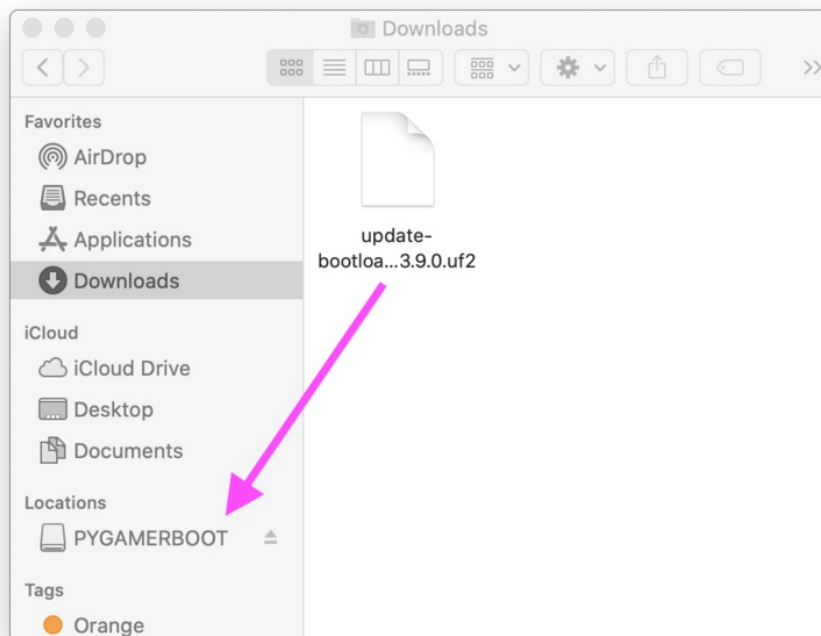 Downloads
Favorites
AirDrop
Recents
Applications
Downloads
iCloud
iCloud Drive
Desktop
Documents
Locations
PYGAMERBOOT
Tags
Orange
update-
bootloa...3.9.0.uf2